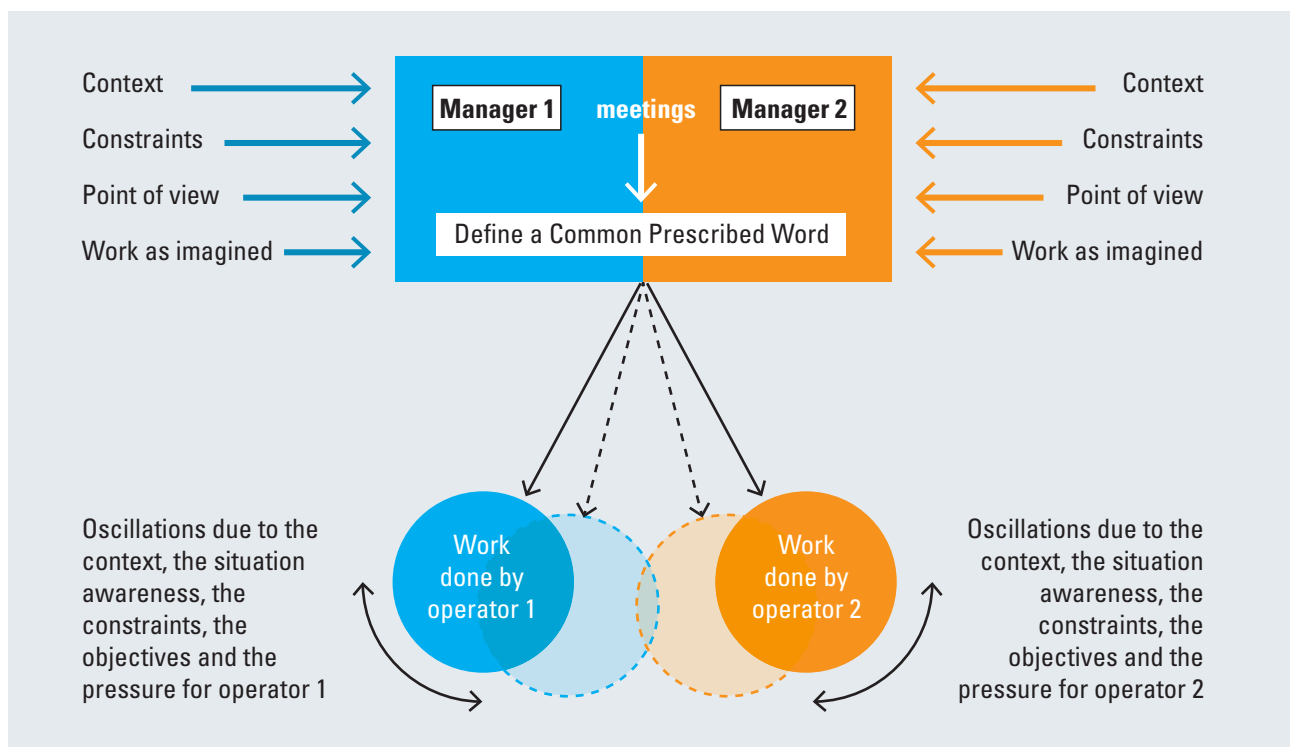 Context
Constraints
Point of view
Work as imagined
Manager 1
meetings
Manager 2
Define a Common Prescribed Word
Context
Constraints
Point of view
Work as imagined
Oscillations due to the
context, the situation
awareness, the
constraints, the
objectives and the
pressure for operator 1
Work
done by
operator 1
Work
done by
operator 2
Oscillations due to the
context, the situation
awareness, the
constraints, the
objectives and the
pressure for operator 2